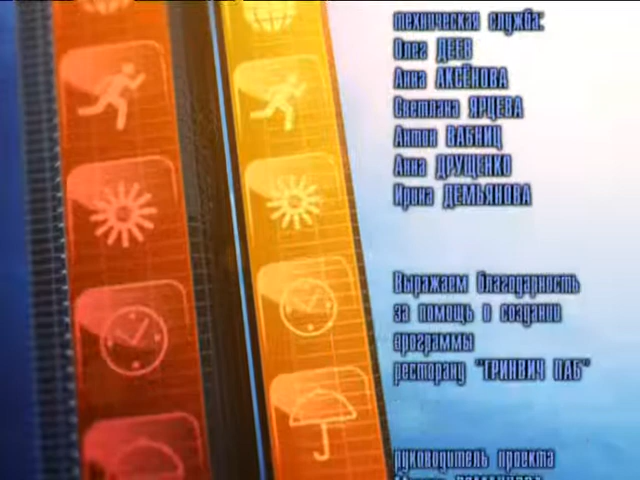 техническая служба:
Олег ДЕЕВ
Анна АКСЁНОВА
Светлана ЯРЦЕВА
Антон ВАБНИЦ
Анна ДРУЩЕНКО
Ирина ДЕМЬЯНОВА
Выражаем благодарность
за помощь в создании
программы
ресторану "ГРИНВИЧ ПАБ"
руководитель проекта